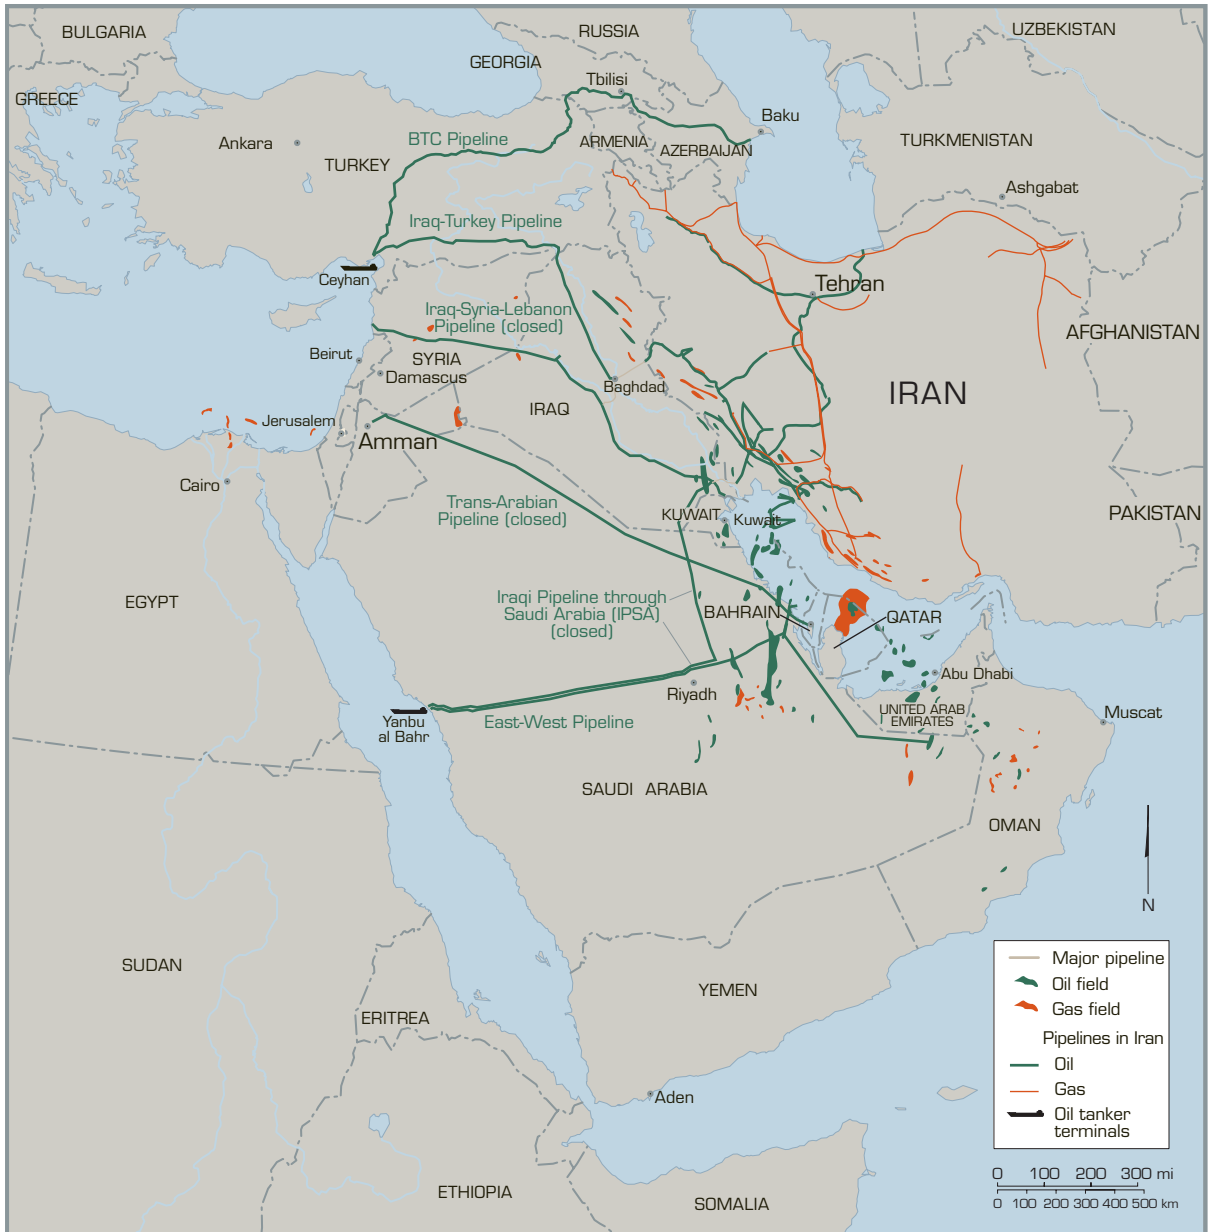 BULGARIA
RUSSIA
UZBEKISTAN
GEORGIA
Tbilisi
GREECE
Baku
Ankara
BTC Pipeline
ARMENIA
AZERBAIJAN
TURKMENISTAN
TURKEY
Ashgabat
Iraq-Turkey Pipeline
Ceyhan
Tehran
Iraq-Syria-Lebanon
Pipeline (closed)
AFGHANISTAN
Beirut
SYRIA
Damascus
Baghdad
IRAN
IRAQ
Jerusalem
Amman
Cairo
Trans-Arabian
Pipeline (closed)
KUWAIT
Kuwait
PAKISTAN
EGYPT
Iraqi Pipeline through
Saudi Arabia (IPSA)
(closed)
BAHRAIN
QATAR
Abu Dhabi
Riyadh
UNITED ARAB
EMIRATES
Muscat
Yanbu
al Bahr
East-West Pipeline
SAUDI ARABIA
OMAN
N
SUDAN
YEMEN
ERITREA
Aden
ETHIOPIA
SOMALIA
Major pipeline
Oil field
Gas field
Pipelines in Iran
Oil
Gas
Oil tanker
terminals
0 100 200 300 mi
0 100 200 300 400 500 km